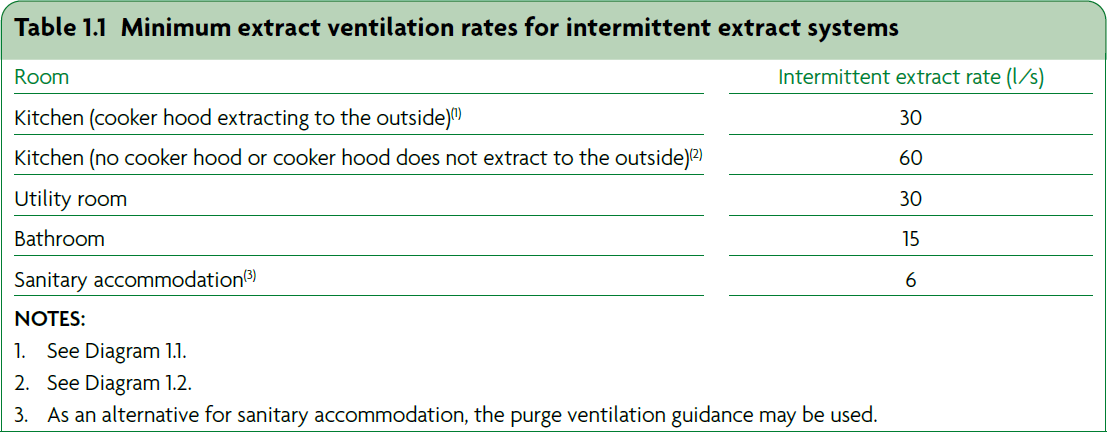 Table 1.1 Minimum extract ventilation rates for intermittent extract systems
Room Intermittent extract rate (l/s)
Kitchen (cooker hood extracting to the outside)(1) 30
Kitchen (no cooker hood or cooker hood does not extract to the outside)(2) 60
Utility room 30
Bathroom 15
Sanitary accommodation(3) 6
NOTES:
1. See Diagram 1.1.
2. See Diagram 1.2.
3. As an alternative for sanitary accommodation, the purge ventilation guidance may be used.